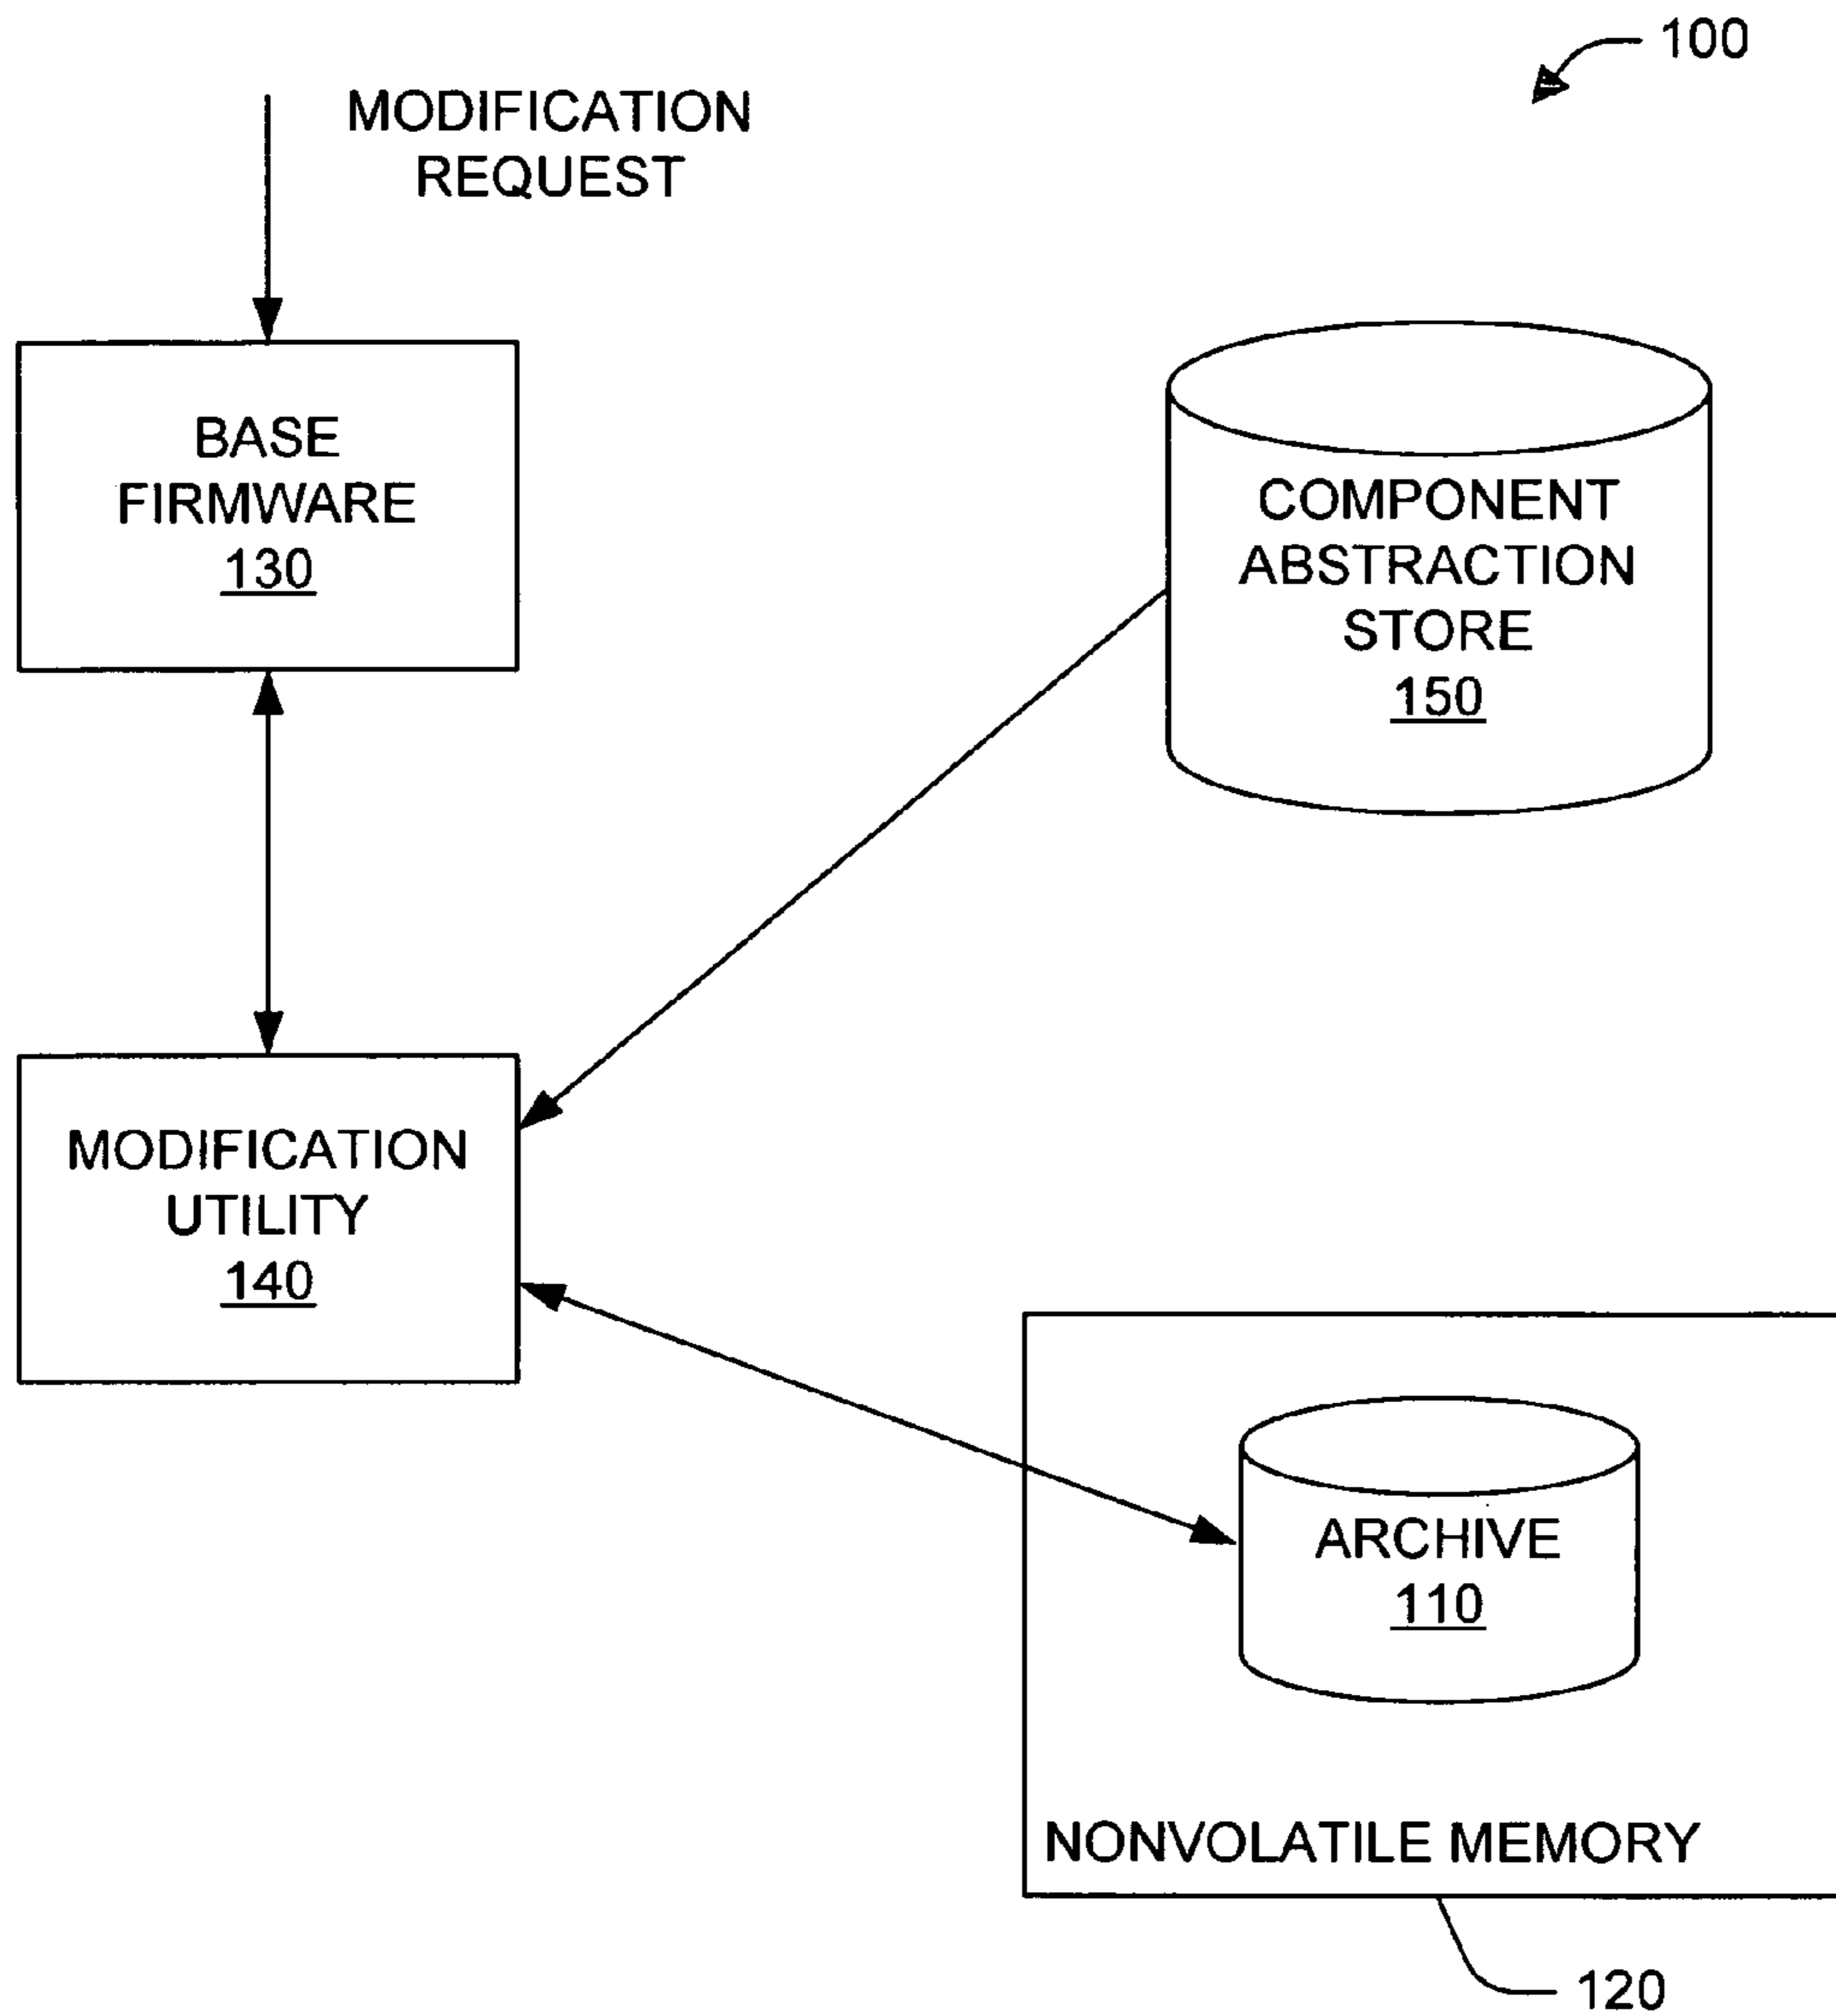 100
MODIFICATION
REQUEST
BASE
FIRMWARE
130
COMPONENT
ABSTRACTION
STORE
150
MODIFICATION
UTILITY
140
ARCHIVE
110
NONVOLATILE MEMORY
120